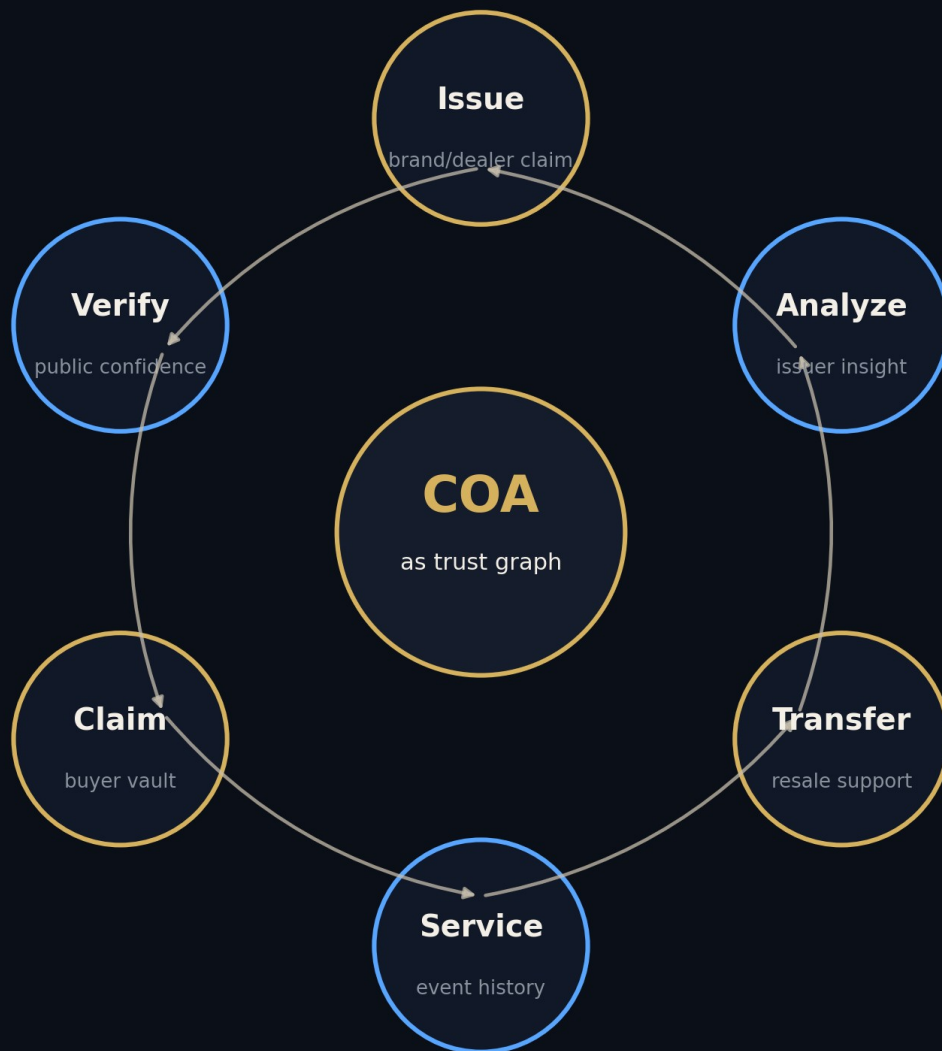 Issue
brand/dealer claim
Verify
public confidence
Analyze
issuer insight
COA
as trust graph
Claim
buyer vault
Transfer
resale support
Service
event history